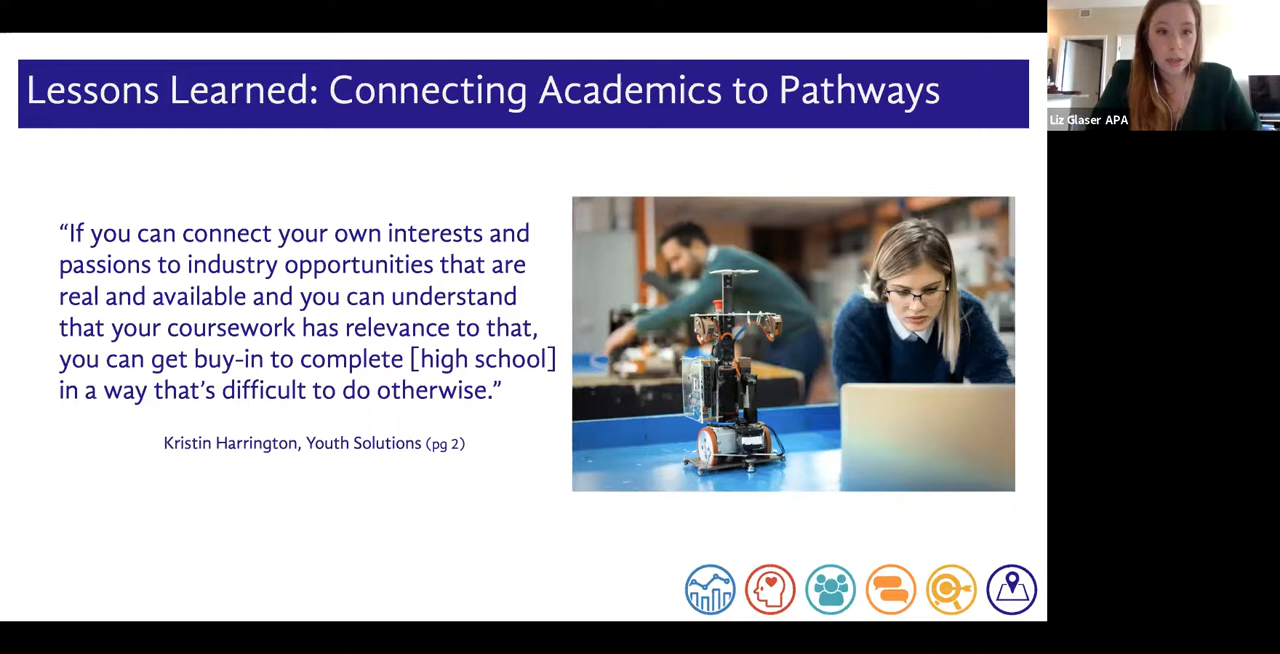 Lessons Learned: Connecting Academics to Pathways
Liz Glaser APA
“If you can connect your own interests and
passions to industry opportunities that are
real and available and you can understand
that your coursework has relevance to that,
you can get buy-in to complete [high school]
in a way that’s difficult to do otherwise.”
Kristin Harrington, Youth Solutions (pg 2)